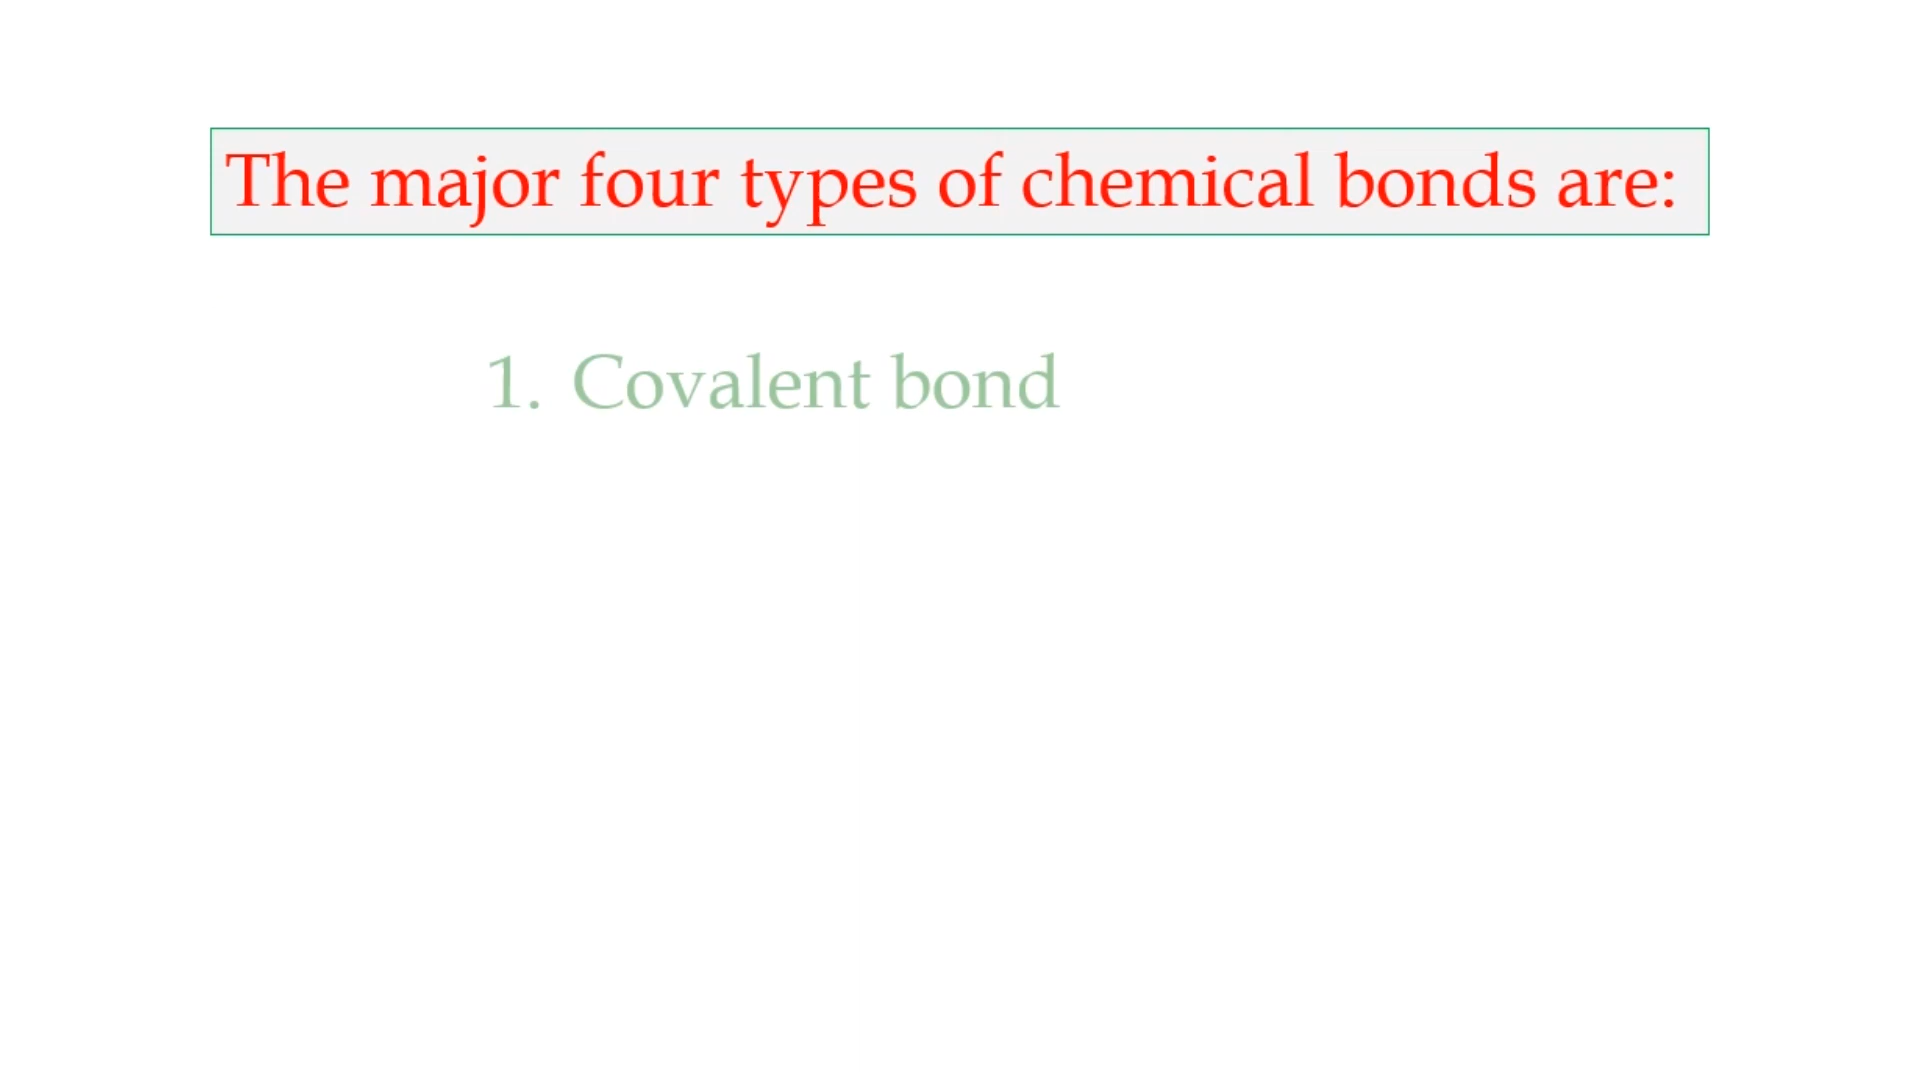 The major four types of chemical bonds are:
1. Covalent bond